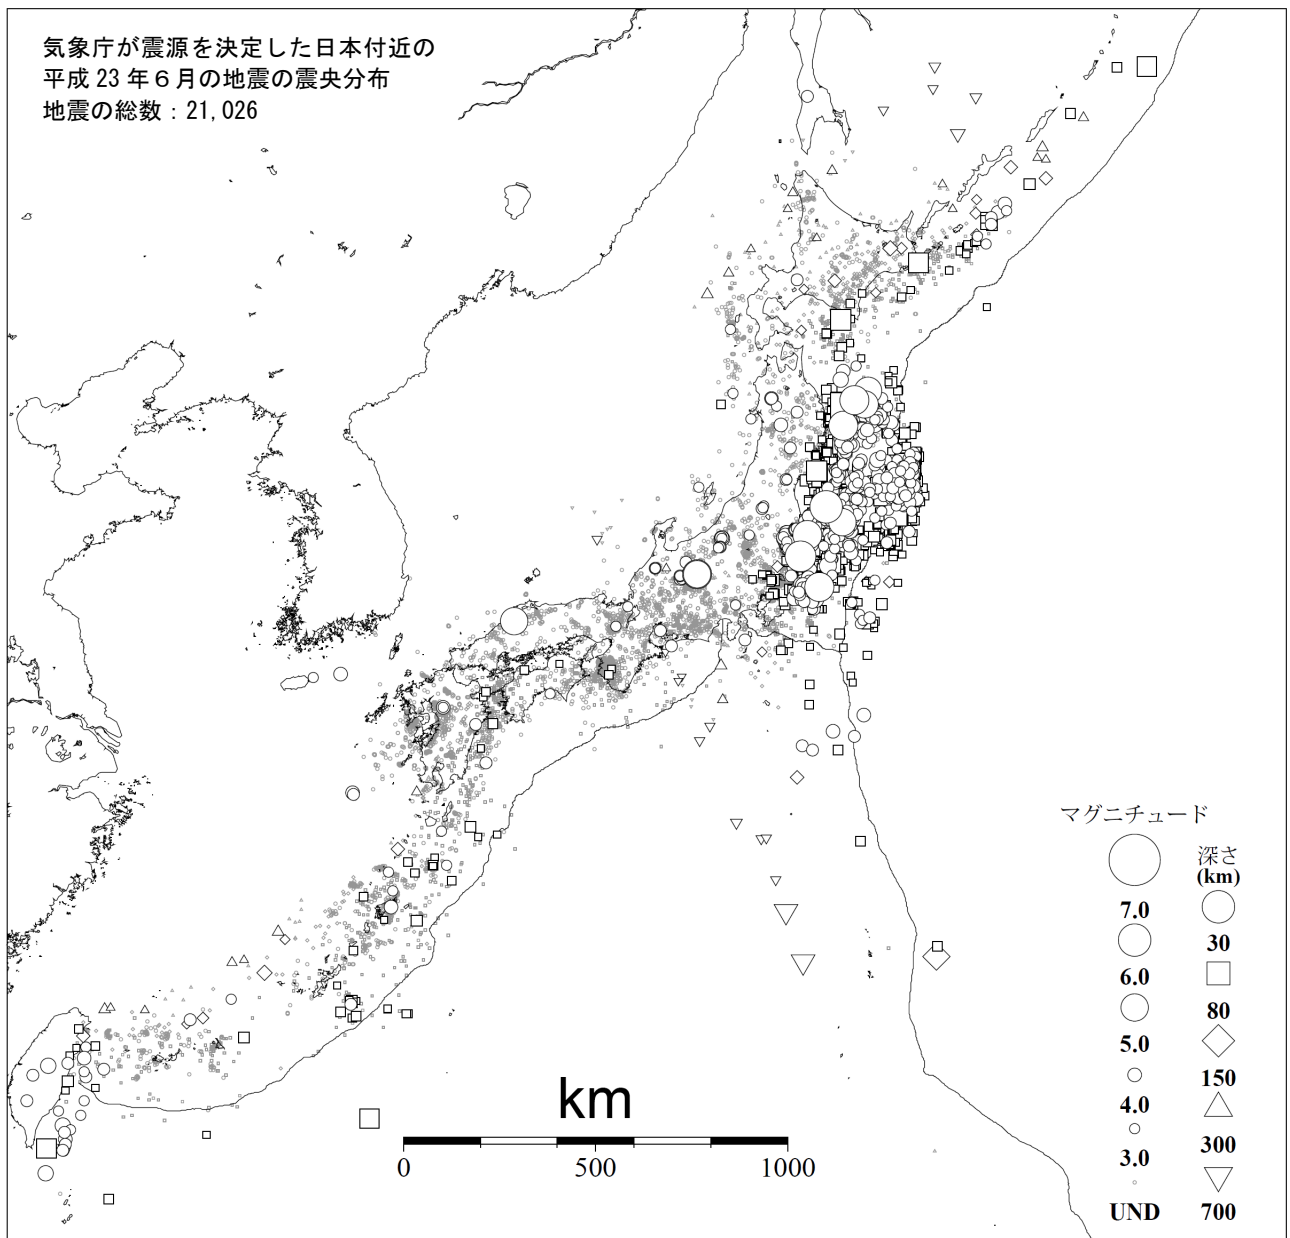 気象庁が震源を決定した日本付近の
平成23年6月の地震の震央分布
地震の総数：21,026
マグニチュード
深さ
(km)
7.0
30
6.0
80
5.0
150
4.0
300
3.0
UND 700
km
0 500 1000